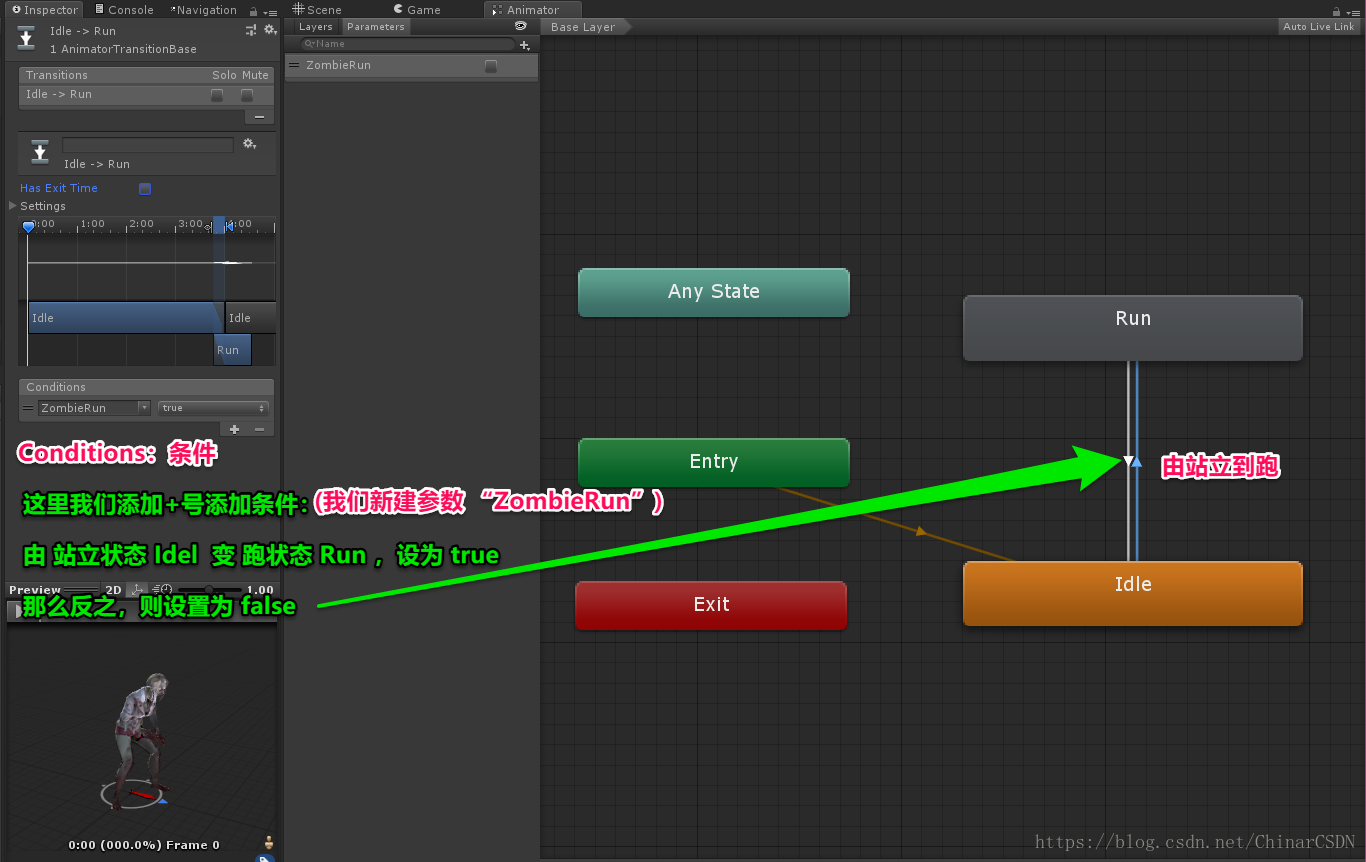 Inspector
Console
Navigation
Scene
Game
Animator
Idle -> Run
1 AnimatorTransitionBase
Layers
Parameters
Base Layer
Auto Live Link
Name
ZombieRun
Transitions
Solo Mute
Idle -> Run
Idle -> Run
Has Exit Time
Settings
0:00 1:00 2:00 3:00 4:00
Idle
Idle
Run
Conditions
ZombieRun
true
Conditions：条件
这里我们添加+号添加条件：(我们新建参数 “ZombieRun”)
由 站立状态 Idel 变 跑状态 Run ，设为 true
Preview
2D
1.00
那么反之，则设置为 false
0:00 (000.0%) Frame 0
Any State
Entry
Exit
Run
由站立到跑
Idle
https://blog.csdn.net/ChinarCSDN